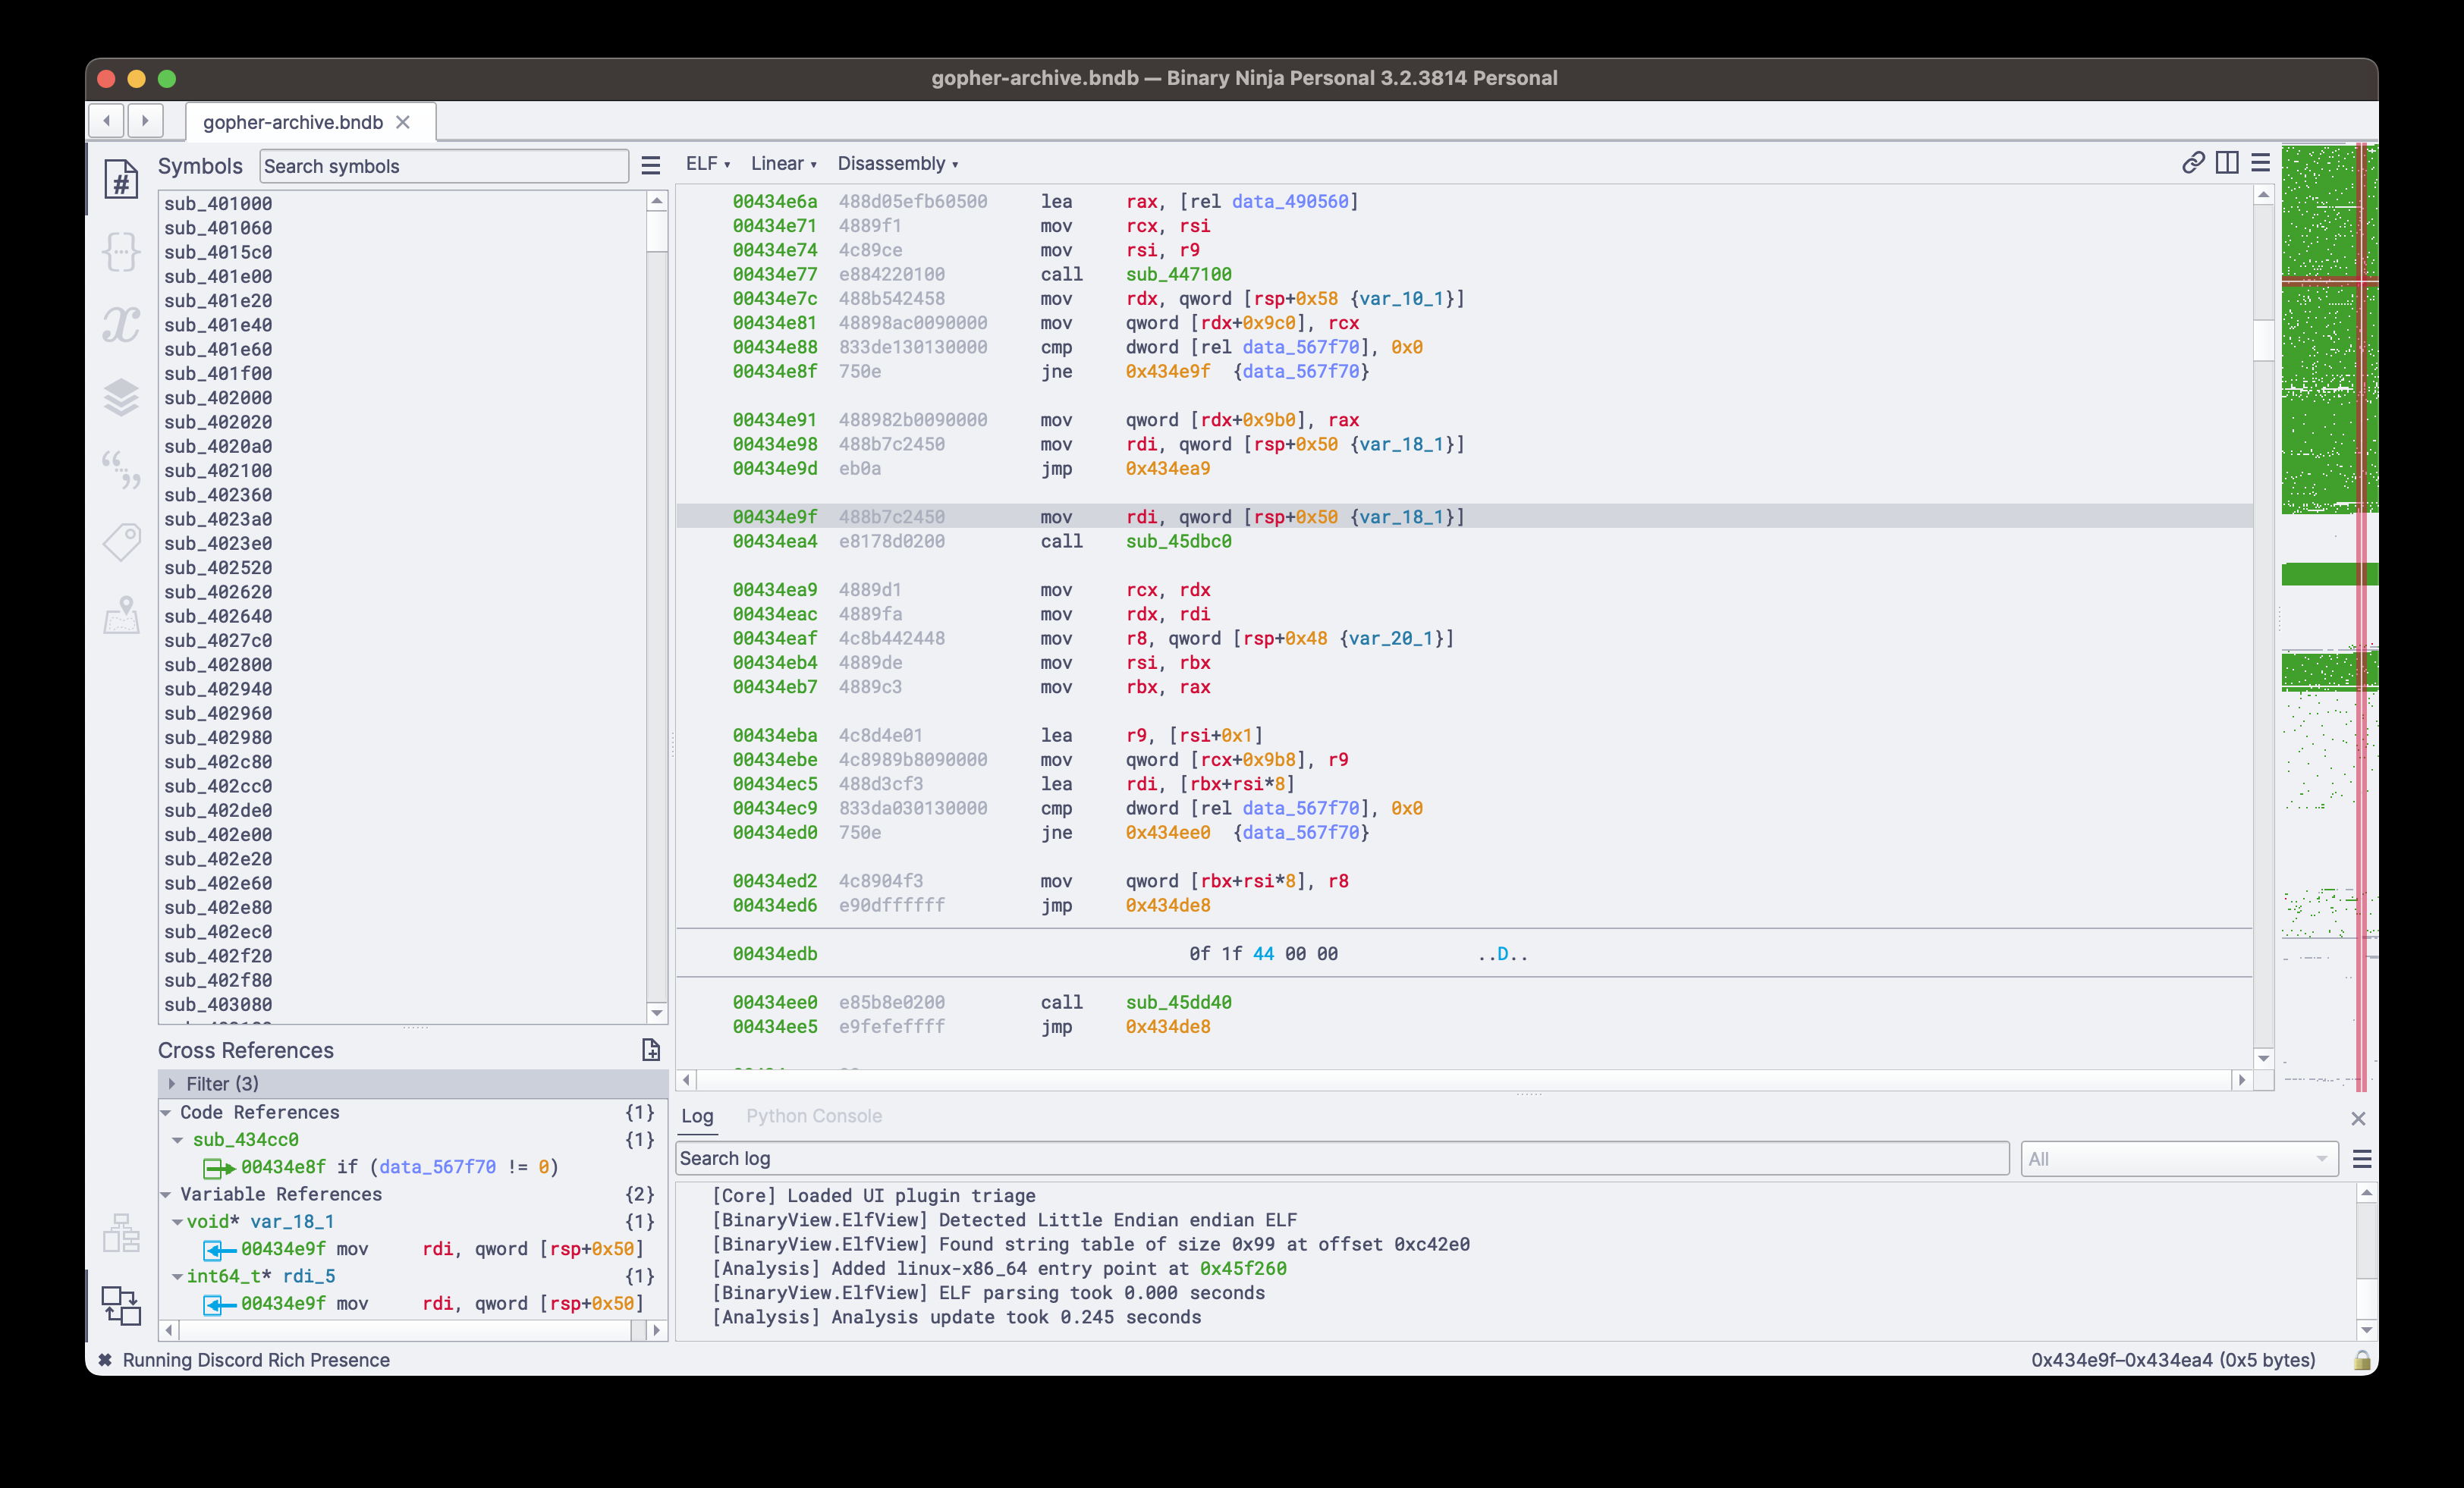 gopher-archive.bndb — Binary Ninja Personal 3.2.3814 Personal
gopher-archive.bndb
Symbols
Search symbols
sub_401000
sub_401060
sub_4015c0
sub_401e00
sub_401e20
sub_401e40
sub_401e60
sub_401f00
sub_402000
sub_402020
sub_4020a0
sub_402100
sub_402360
sub_4023a0
sub_4023e0
sub_402520
sub_402620
sub_402640
sub_4027c0
sub_402800
sub_402940
sub_402960
sub_402980
sub_402c80
sub_402cc0
sub_402de0
sub_402e00
sub_402e20
sub_402e60
sub_402e80
sub_402ec0
sub_402f20
sub_402f80
sub_403080
Cross References
Filter (3)
Code References {1}
sub_434cc0 {1}
00434e8f if (data_567f70 != 0)
Variable References {2}
void* var_18_1 {1}
00434e9f mov rdi, qword [rsp+0x50]
int64_t* rdi_5 {1}
00434e9f mov rdi, qword [rsp+0x50]
ELF Linear Disassembly
00434e6a 488d05efb60500 lea rax, [rel data_490560]
00434e71 4889f1 mov rcx, rsi
00434e74 4c89ce mov rsi, r9
00434e77 e884220100 call sub_447100
00434e7c 488b542458 mov rdx, qword [rsp+0x58 {var_10_1}]
00434e81 48898ac0090000 mov qword [rdx+0x9c0], rcx
00434e88 833de130130000 cmp dword [rel data_567f70], 0x0
00434e8f 750e jne 0x434e9f {data_567f70}
00434e91 488982b0090000 mov qword [rdx+0x9b0], rax
00434e98 488b7c2450 mov rdi, qword [rsp+0x50 {var_18_1}]
00434e9d eb0a jmp 0x434ea9
00434e9f 488b7c2450 mov rdi, qword [rsp+0x50 {var_18_1}]
00434ea4 e8178d0200 call sub_45dbc0
00434ea9 4889d1 mov rcx, rdx
00434eac 4889fa mov rdx, rdi
00434eaf 4c8b442448 mov r8, qword [rsp+0x48 {var_20_1}]
00434eb4 4889de mov rsi, rbx
00434eb7 4889c3 mov rbx, rax
00434eba 4c8d4e01 lea r9, [rsi+0x1]
00434ebe 4c8989b8090000 mov qword [rcx+0x9b8], r9
00434ec5 488d3cf3 lea rdi, [rbx+rsi*8]
00434ec9 833da030130000 cmp dword [rel data_567f70], 0x0
00434ed0 750e jne 0x434ee0 {data_567f70}
00434ed2 4c8904f3 mov qword [rbx+rsi*8], r8
00434ed6 e90dffffff jmp 0x434de8
00434edb 0f 1f 44 00 00 ..D..
00434ee0 e85b8e0200 call sub_45dd40
00434ee5 e9fefeffff jmp 0x434de8
Log Python Console
Search log
All
[Core] Loaded UI plugin triage
[BinaryView.ElfView] Detected Little Endian endian ELF
[BinaryView.ElfView] Found string table of size 0x99 at offset 0xc42e0
[Analysis] Added linux-x86_64 entry point at 0x45f260
[BinaryView.ElfView] ELF parsing took 0.000 seconds
[Analysis] Analysis update took 0.245 seconds
Running Discord Rich Presence
0x434e9f–0x434ea4 (0x5 bytes)